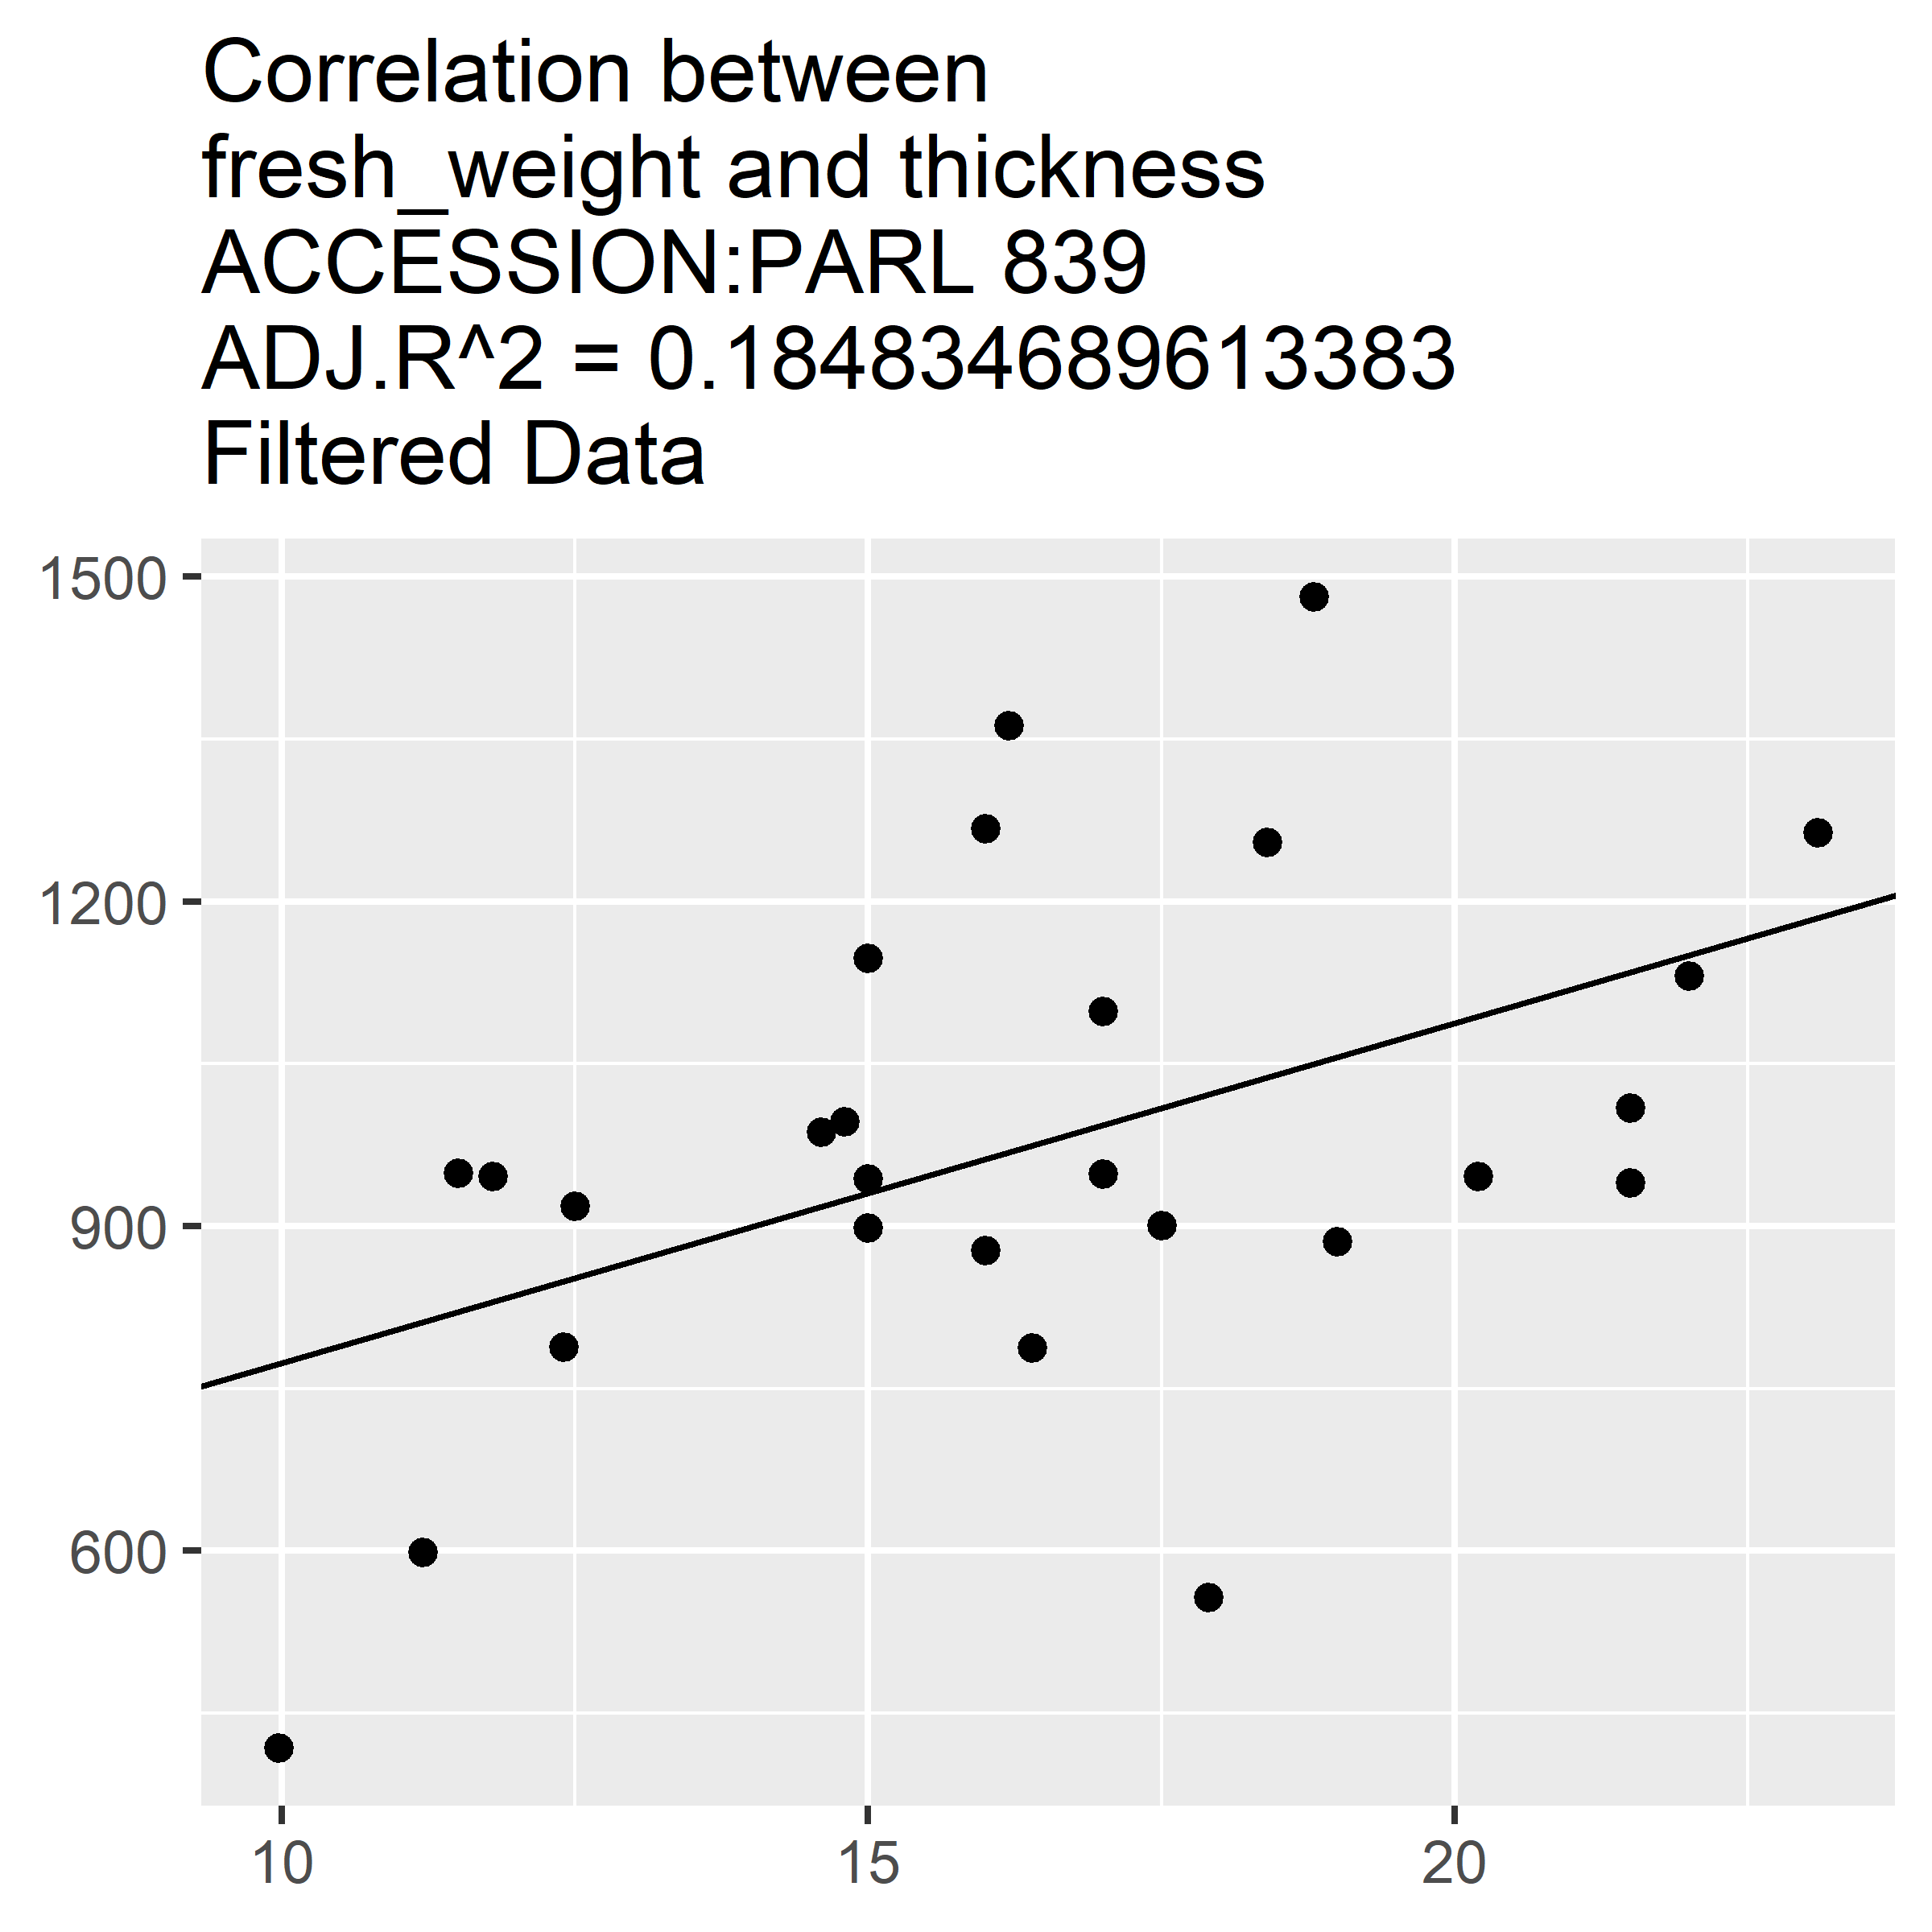 Correlation between
fresh_weight and thickness
ACCESSION:PARL 839
ADJ.R^2 = 0.184834689613383
Filtered Data
1500
1200
900
600
10
15
20